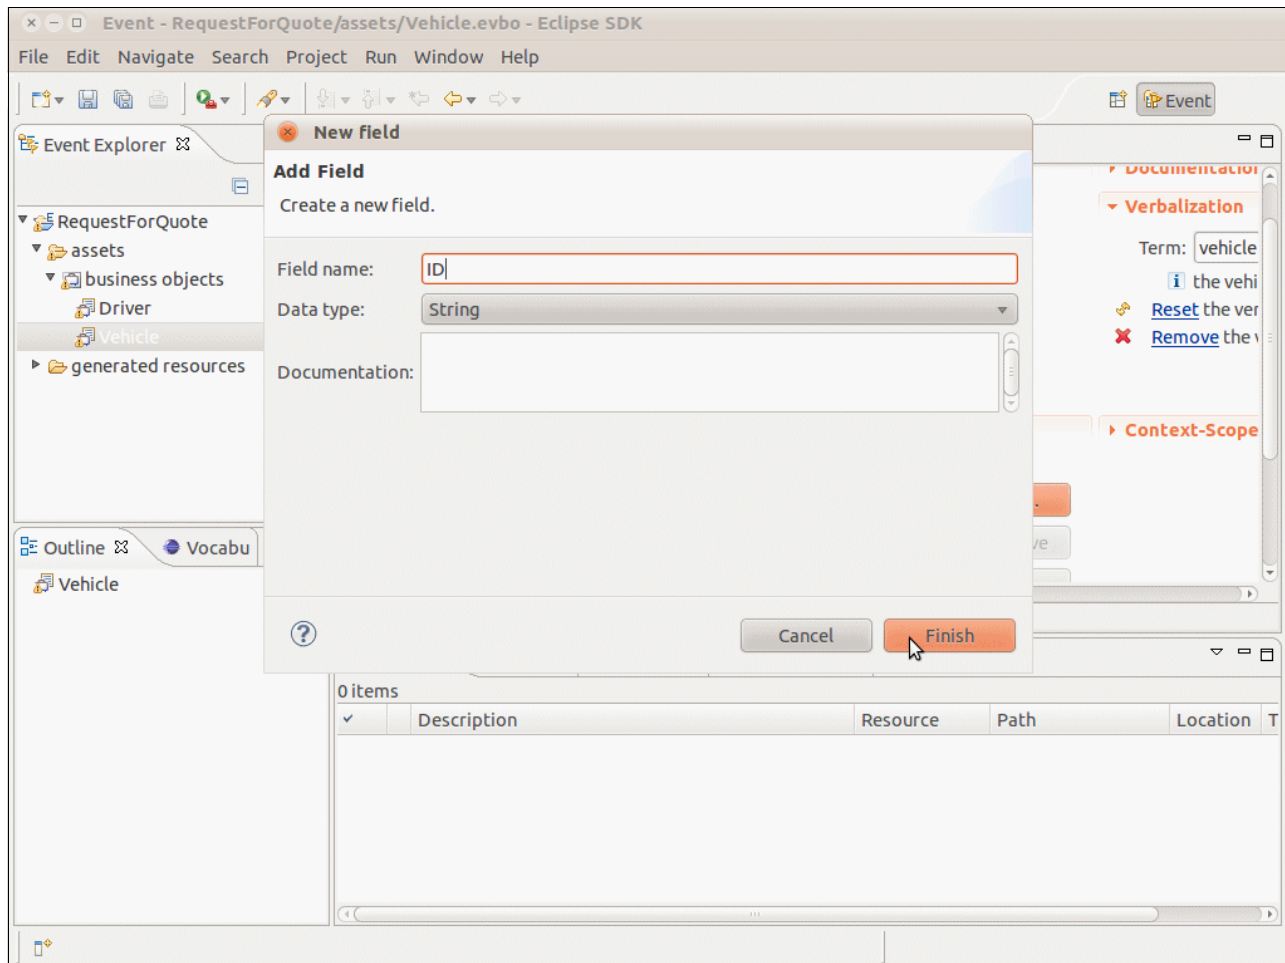 Event - RequestForQuote/assets/Vehicle.evbo - Eclipse SDK
File Edit Navigate Search Project Run Window Help
Event
Event Explorer
RequestForQuote
assets
business objects
Driver
Vehicle
generated resources
New field
Add Field
Create a new field.
Field name: ID
Data type: String
Documentation:
Cancel Finish
Documentation
Verbalization
Term: vehicle
the vehi
Reset the ver
Remove the v
Context-Scope
.
ve
Outline Vocabu
Vehicle
0 items
Description Resource Path Location T